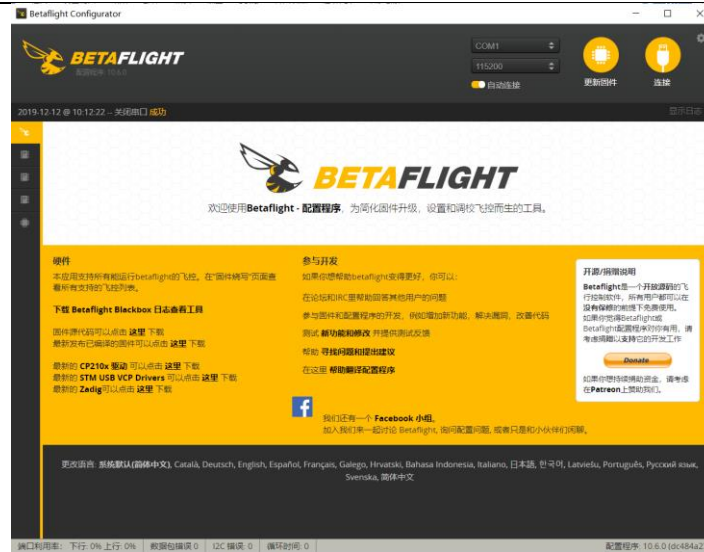 Betaflight Configurator
BETAFLIGHT
配置程序 10.6.0
COM1
115200
自动连接
更新固件
连接
2019-12-12 @ 10:12:22 -- 关闭串口 成功
显示日志
BETAFLIGHT
欢迎使用Betaflight - 配置程序，为简化固件升级、设置和调校飞控而生的工具。
硬件
本应用支持所有能运行betaflight的飞控。在"固件烧写"页面查
看所有支持的飞控列表。
下载 Betaflight Blackbox 日志查看工具
固件源代码可以点击 这里 下载
最新发布已编译的固件可以点击 这里 下载
最新的 CP210x 驱动 可以点击 这里 下载
最新的 STM USB VCP Drivers 可以点击 这里 下载
最新的 Zadig可以点击 这里 下载
参与开发
如果你想帮助betaflight变得更好，你可以:
在论坛和IRC里帮助回答其他用户的问题
参与固件和配置程序的开发，例如增加新功能，解决漏洞，改善代码
测试 新功能和修改 并提供测试反馈
帮助 寻找问题和提出建议
在这里 帮助翻译配置程序
我们还有一个 Facebook 小组。
加入我们来一起讨论 Betaflight, 询问配置问题, 或者只是和小伙伴们闲聊。
开源/捐赠说明
Betaflight是一个开放源码的飞
行控制软件，所有用户都可以在
没有保修的前提下免费使用。
如果你觉得Betaflight或
Betaflight配置程序对你有用，请
考虑捐赠以支持它的开发工作
Donate
如果你想持续捐助资金，请考虑
在Patreon上赞助我们。
更改语言: 系统默认(简体中文), Català, Deutsch, English, Español, Français, Galego, Hrvatski, Bahasa Indonesia, Italiano, 日本語, 한국어, Latviešu, Português, Русский язык,
Svenska, 简体中文
端口利用率: 下行: 0% 上行: 0%
数据包错误 0
I2C 错误: 0
循环时间: 0
配置程序: 10.6.0 (dc484a2